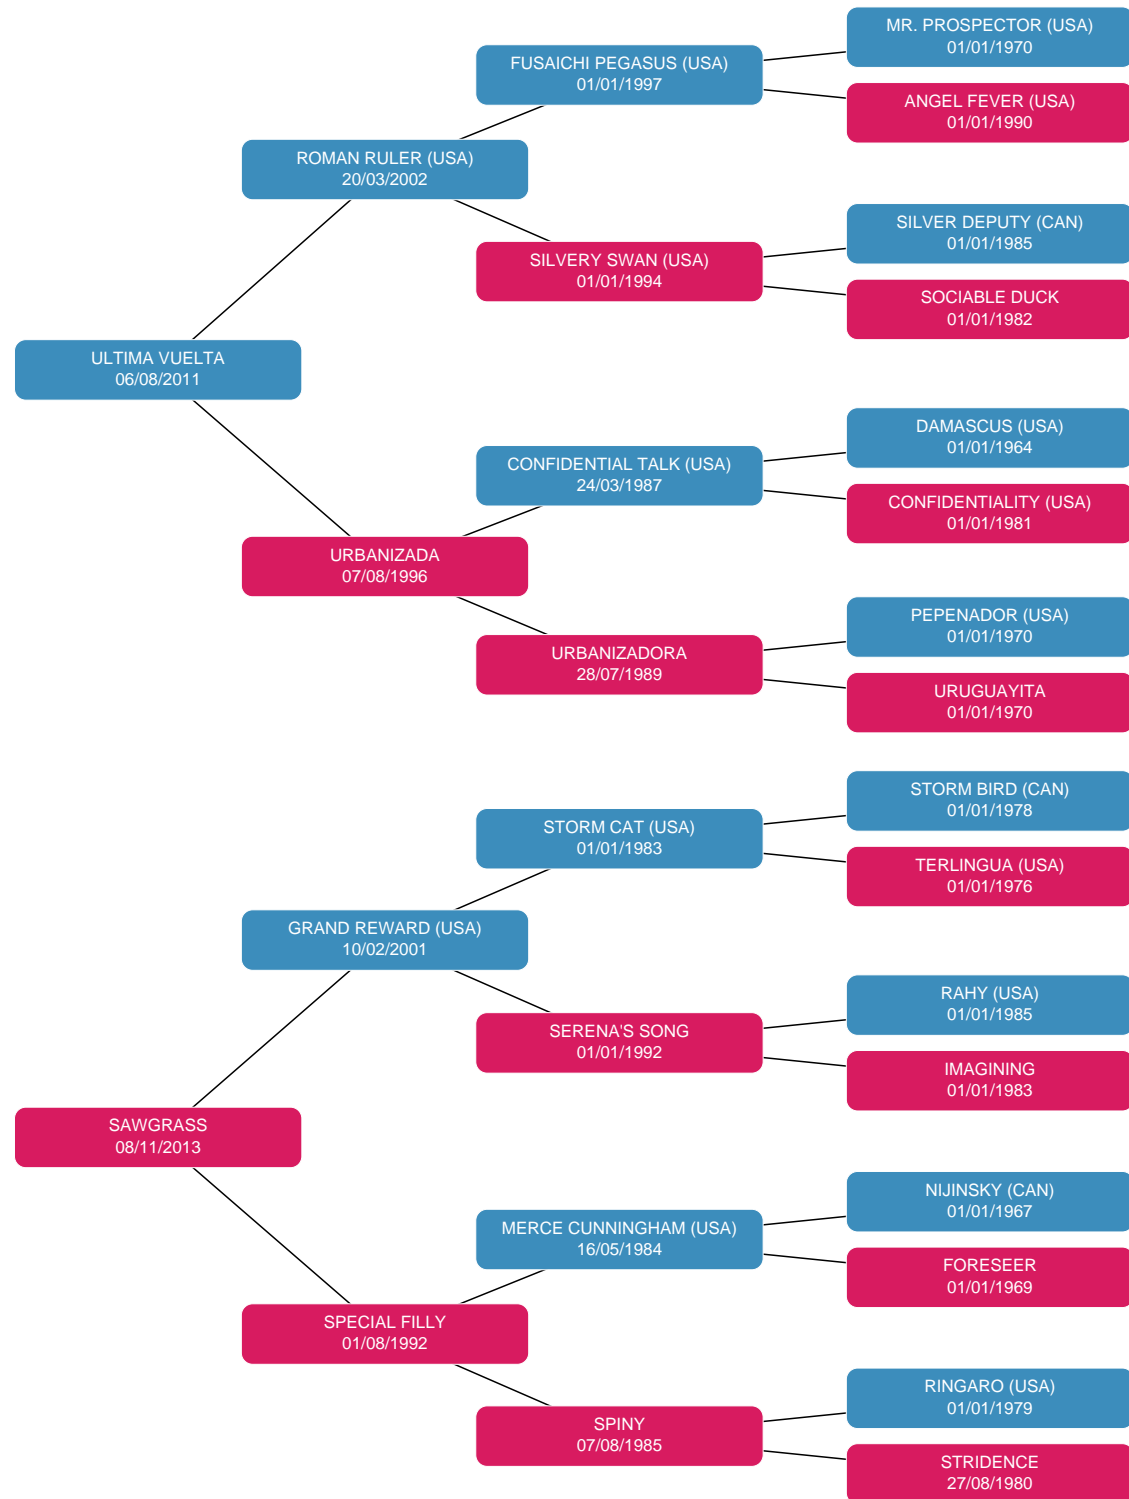 MR. PROSPECTOR (USA)
01/01/1970
FUSAICHI PEGASUS (USA)
01/01/1997
ANGEL FEVER (USA)
01/01/1990
ROMAN RULER (USA)
20/03/2002
SILVER DEPUTY (CAN)
01/01/1985
SILVERY SWAN (USA)
01/01/1994
SOCIABLE DUCK
01/01/1982
ULTIMA VUELTA
06/08/2011
DAMASCUS (USA)
01/01/1964
CONFIDENTIAL TALK (USA)
24/03/1987
CONFIDENTIALITY (USA)
01/01/1981
URBANIZADA
07/08/1996
PEPENADOR (USA)
01/01/1970
URBANIZADORA
28/07/1989
URUGUAYITA
01/01/1970
STORM BIRD (CAN)
01/01/1978
STORM CAT (USA)
01/01/1983
TERLINGUA (USA)
01/01/1976
GRAND REWARD (USA)
10/02/2001
RAHY (USA)
01/01/1985
SERENA'S SONG
01/01/1992
IMAGINING
01/01/1983
SAWGRASS
08/11/2013
NIJINSKY (CAN)
01/01/1967
MERCE CUNNINGHAM (USA)
16/05/1984
FORESEER
01/01/1969
SPECIAL FILLY
01/08/1992
RINGARO (USA)
01/01/1979
SPINY
07/08/1985
STRIDENCE
27/08/1980